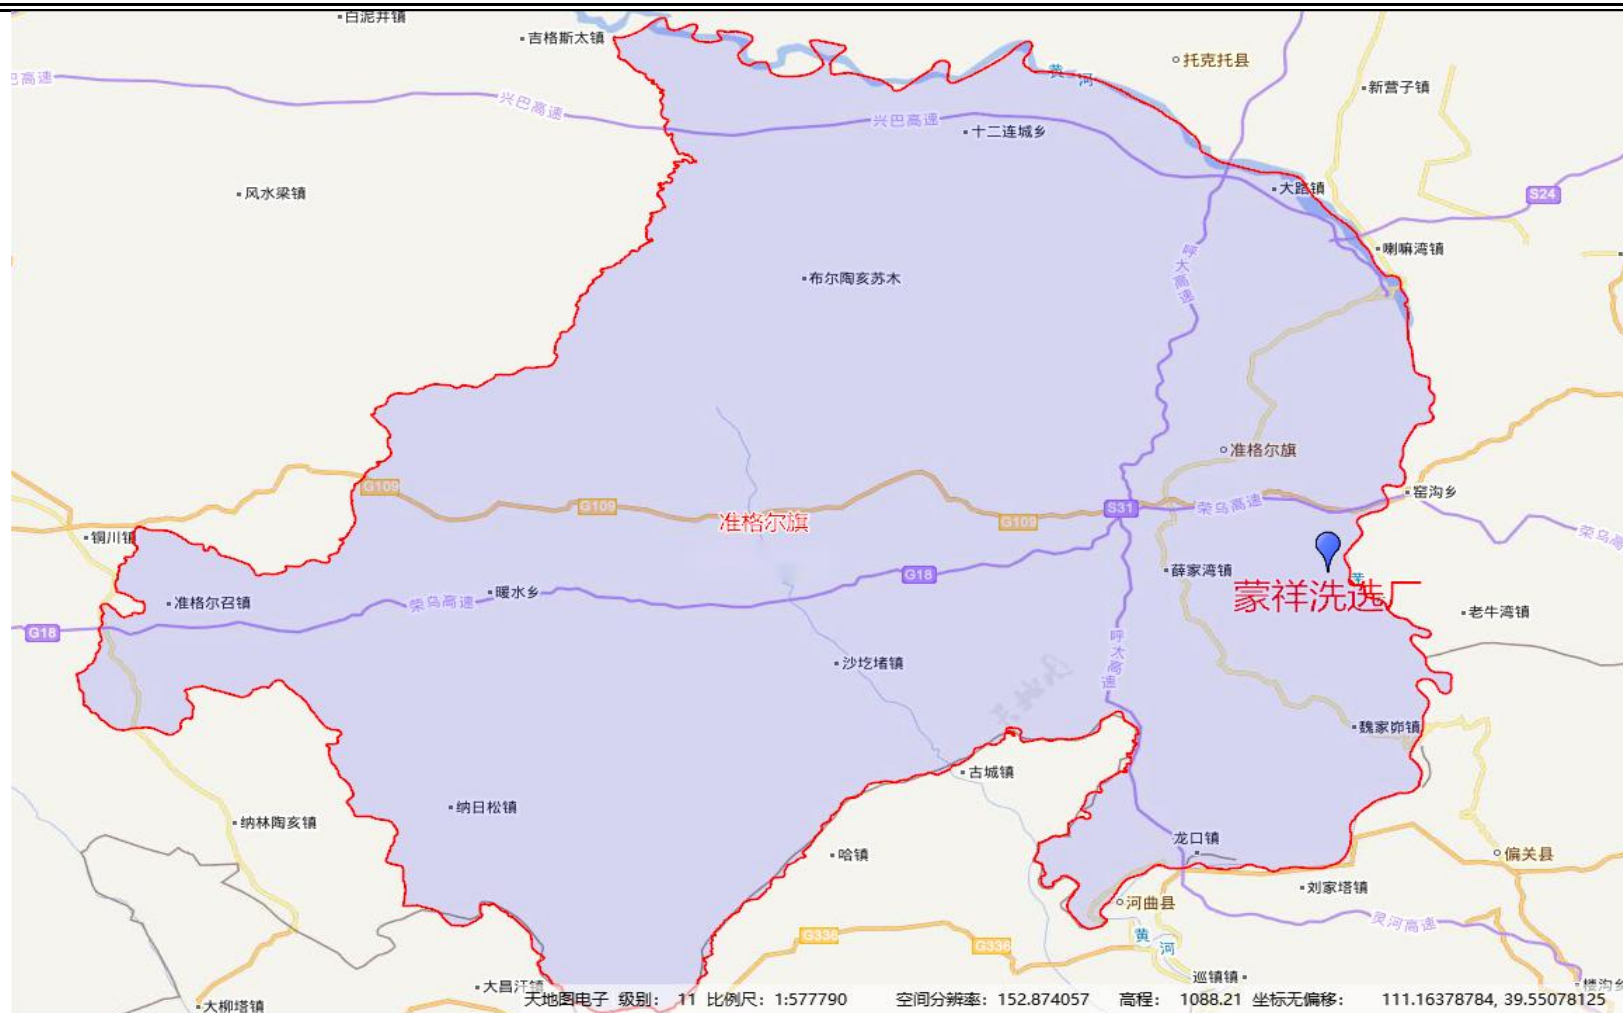 白泥井镇
吉格斯太镇
托克托县
黄河
巴高速
新营子镇
兴巴高速
兴巴高速
十二连城乡
风水梁镇
大路镇
S24
喇嘛湾镇
呼大高速
布尔陶亥苏木
准格尔旗
G109
G109
S31
荣乌高速
窑沟乡
准格尔旗
G109
铜川镇
荣乌高
薛家湾镇
G18
黄
蒙祥洗选厂
暖水乡
准格尔召镇
荣乌高速
老牛湾镇
G18
呼大高速
沙圪堵镇
天地图
魏家峁镇
古城镇
纳日松镇
纳林陶亥镇
龙口镇
哈镇
偏关县
刘家塔镇
河曲县
灵河高速
G336
G336
黄河
巡镇镇
大昌汗镇
楼沟乡
大柳塔镇
天地图电子 级别： 11 比例尺：1:577790 空间分辨率：152.874057 高程： 1088.21 坐标无偏移： 111.16378784, 39.55078125